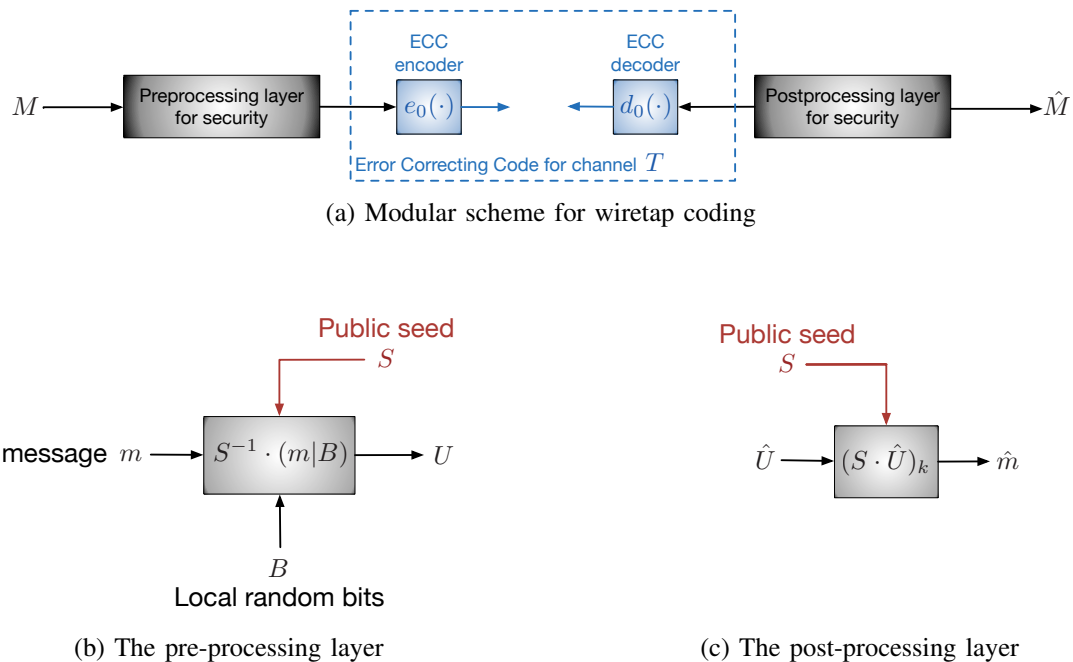 ECC
encoder
ECC
decoder
M
Preprocessing layer
for security
e₀(·)
d₀(·)
Postprocessing layer
for security
M̂
Error Correcting Code for channel T
(a) Modular scheme for wiretap coding
Public seed
S
message m
S⁻¹ · (m|B)
U
B
Local random bits
(b) The pre-processing layer
Public seed
S
Û
(S · Û)ₖ
m̂
(c) The post-processing layer